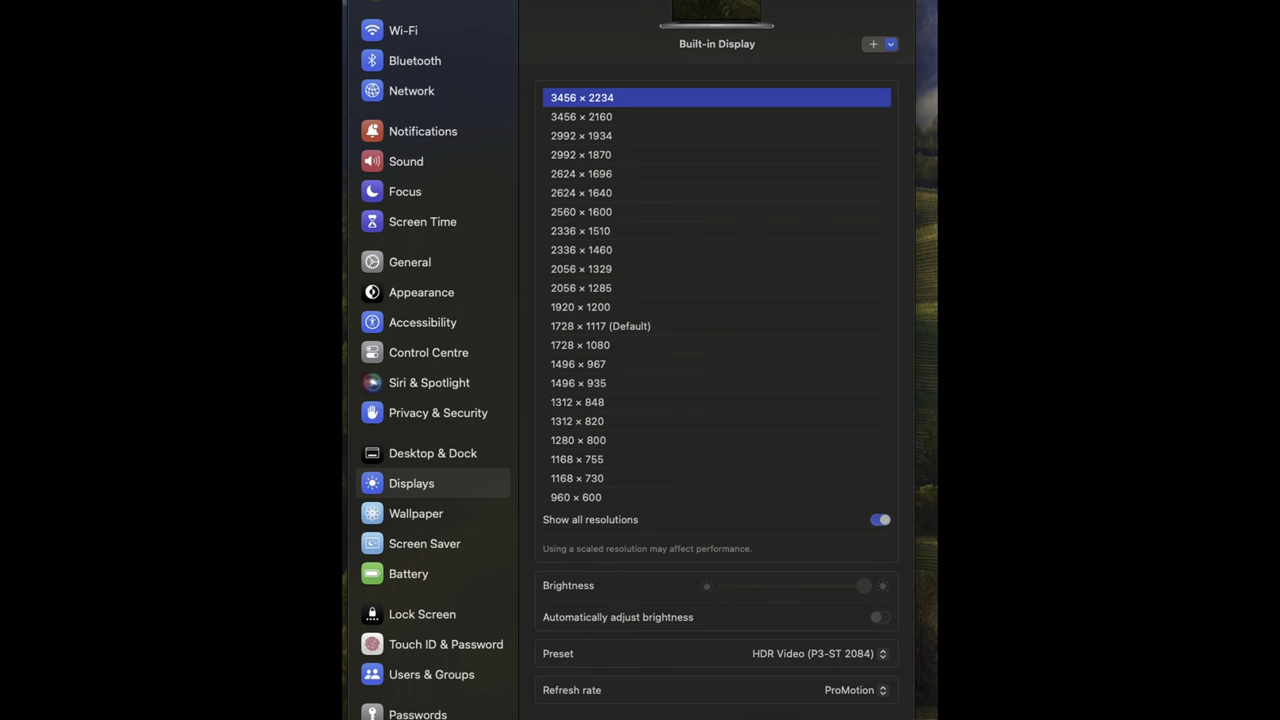 Wi-Fi
Bluetooth
Network
Notifications
Sound
Focus
Screen Time
General
Appearance
Accessibility
Control Centre
Siri & Spotlight
Privacy & Security
Desktop & Dock
Displays
Wallpaper
Screen Saver
Battery
Lock Screen
Touch ID & Password
Users & Groups
Passwords
Built-in Display
3456 × 2234
3456 × 2160
2992 × 1934
2992 × 1870
2624 × 1696
2624 × 1640
2560 × 1600
2336 × 1510
2336 × 1460
2056 × 1329
2056 × 1285
1920 × 1200
1728 × 1117 (Default)
1728 × 1080
1496 × 967
1496 × 935
1312 × 848
1312 × 820
1280 × 800
1168 × 755
1168 × 730
960 × 600
Show all resolutions
Using a scaled resolution may affect performance.
Brightness
Automatically adjust brightness
Preset HDR Video (P3-ST 2084)
Refresh rate ProMotion